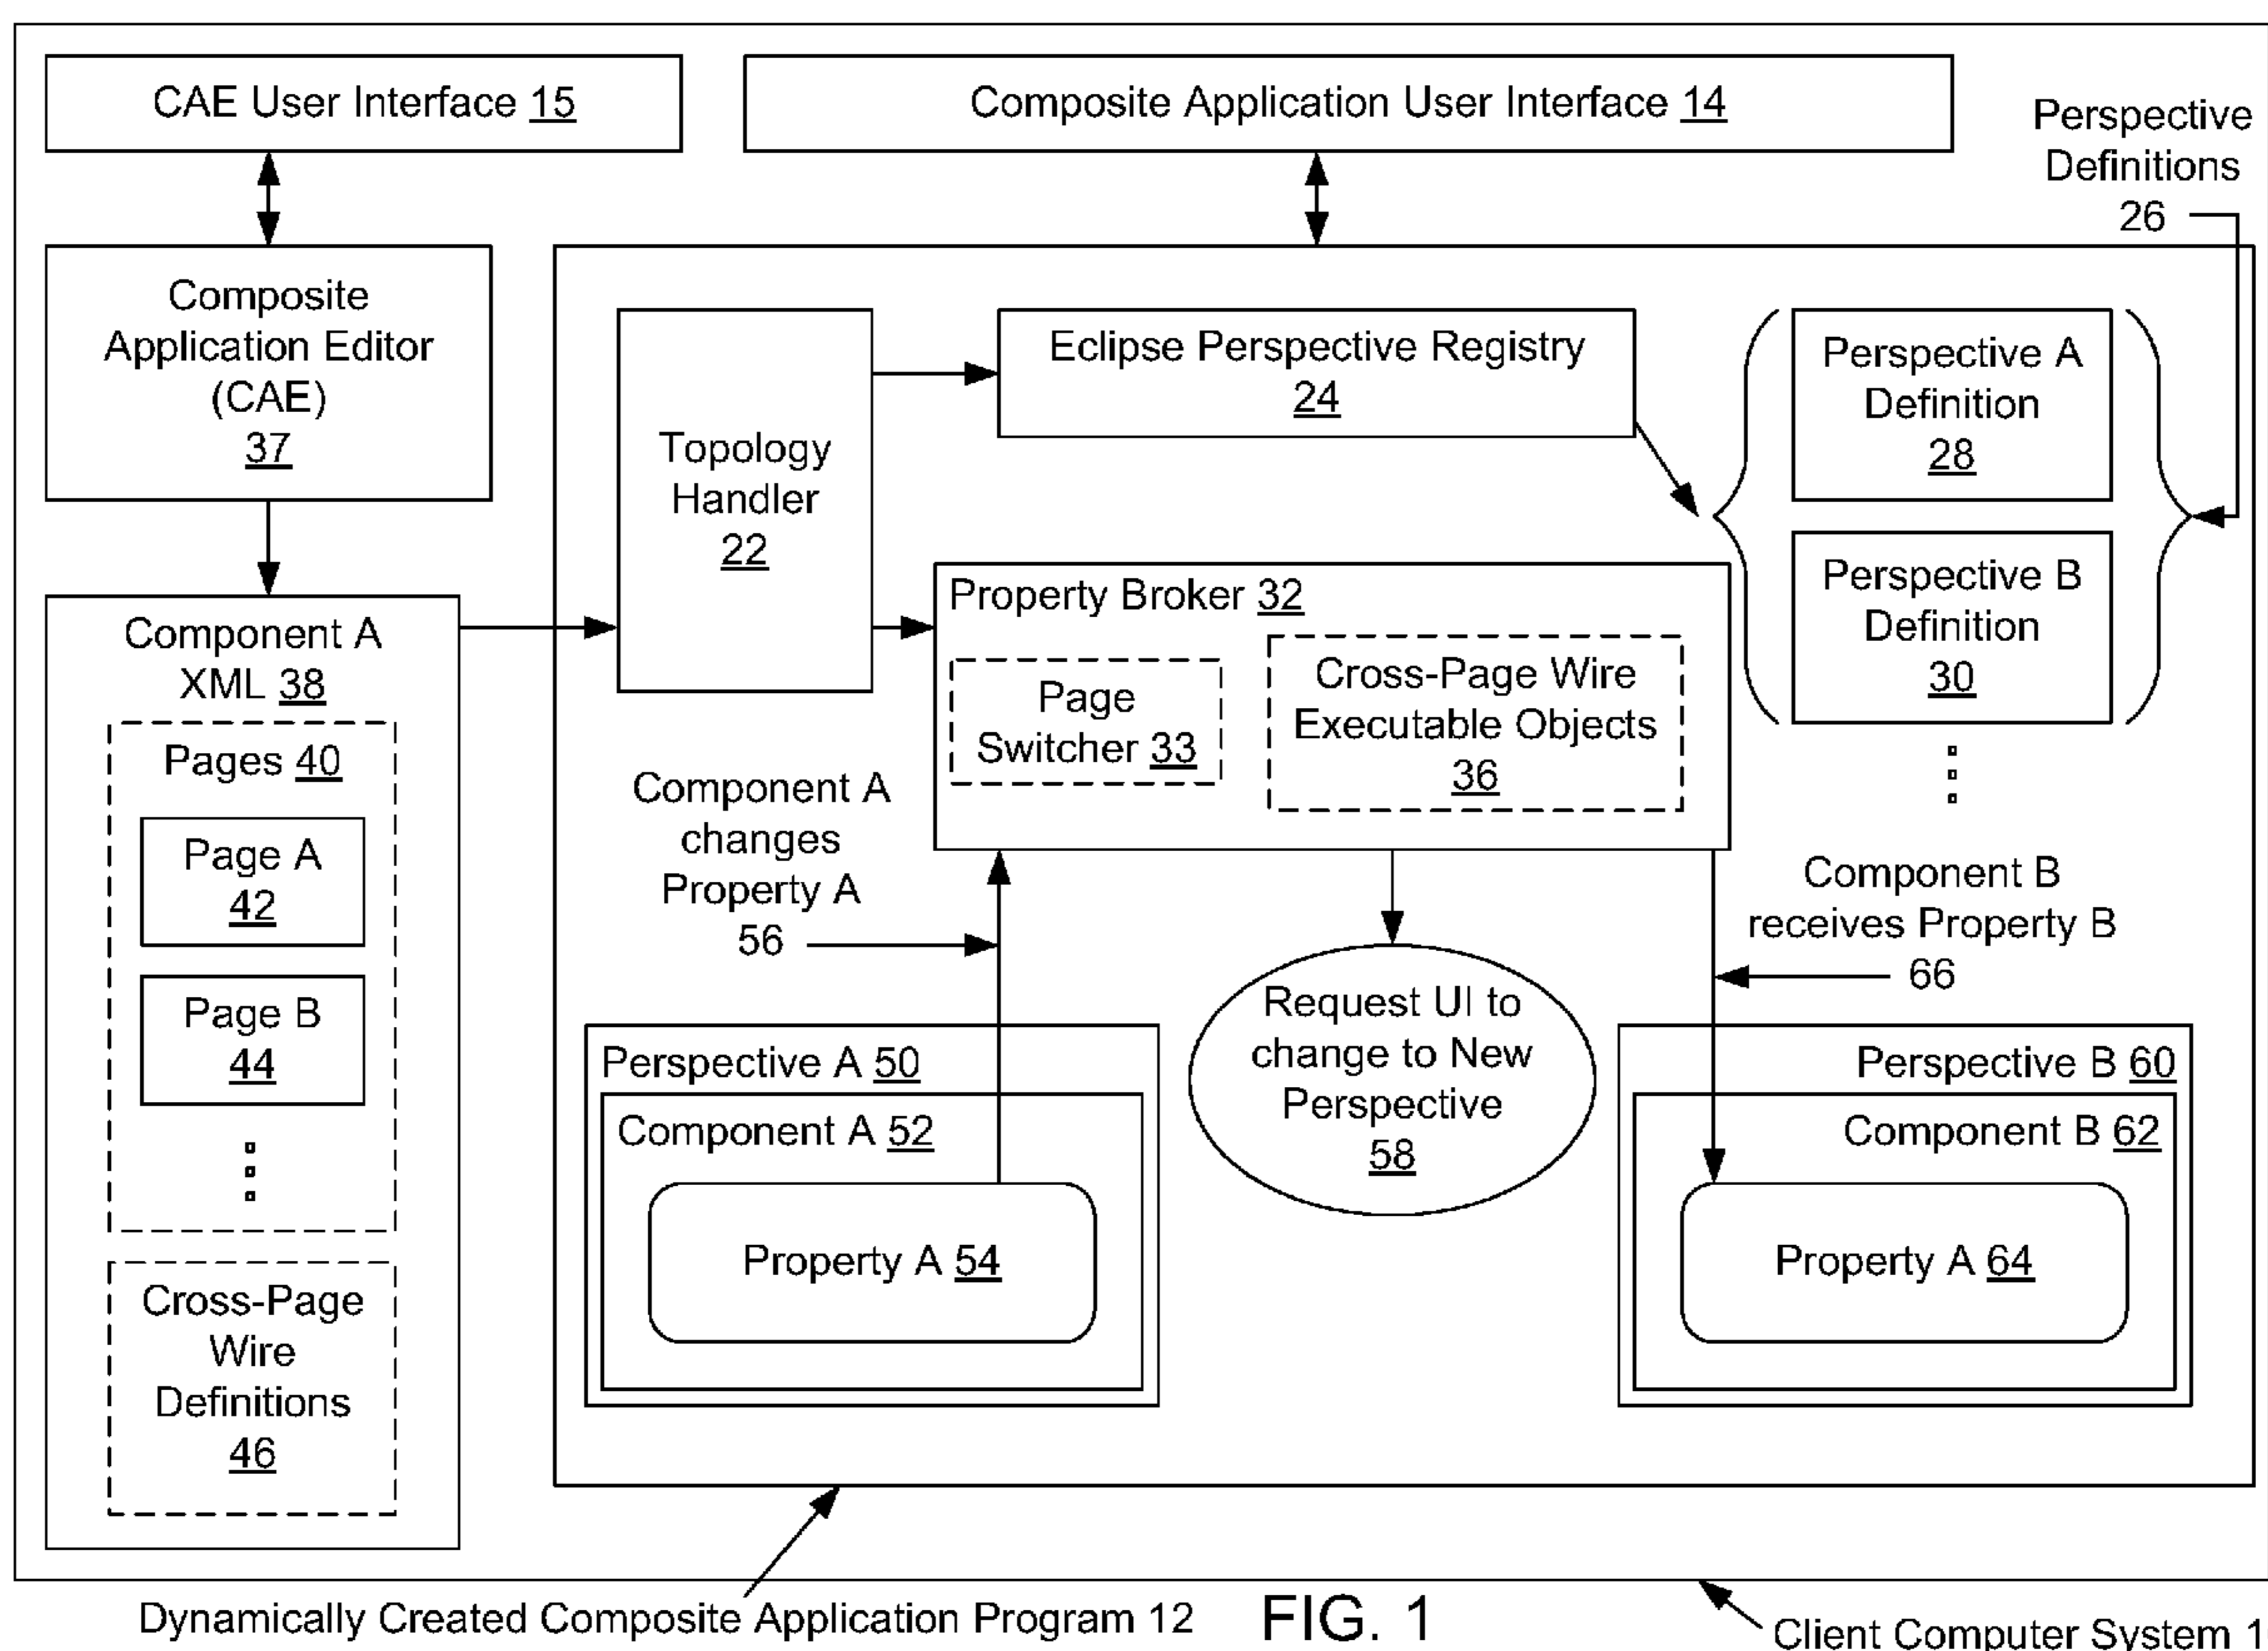 CAE User Interface 15
Composite Application User Interface 14
Perspective
Definitions
26
Composite
Application Editor
(CAE)
37
Topology
Handler
22
Eclipse Perspective Registry
24
Perspective A
Definition
28
Perspective B
Definition
30
Property Broker 32
Page
Switcher 33
Cross-Page Wire
Executable Objects
36
Component A
XML 38
Pages 40
Page A
42
Page B
44
Cross-Page
Wire
Definitions
46
Component A
changes
Property A
56
Request UI to
change to New
Perspective
58
Component B
receives Property B
66
Perspective A 50
Component A 52
Property A 54
Perspective B 60
Component B 62
Property A 64
Dynamically Created Composite Application Program 12
FIG. 1
Client Computer System 1